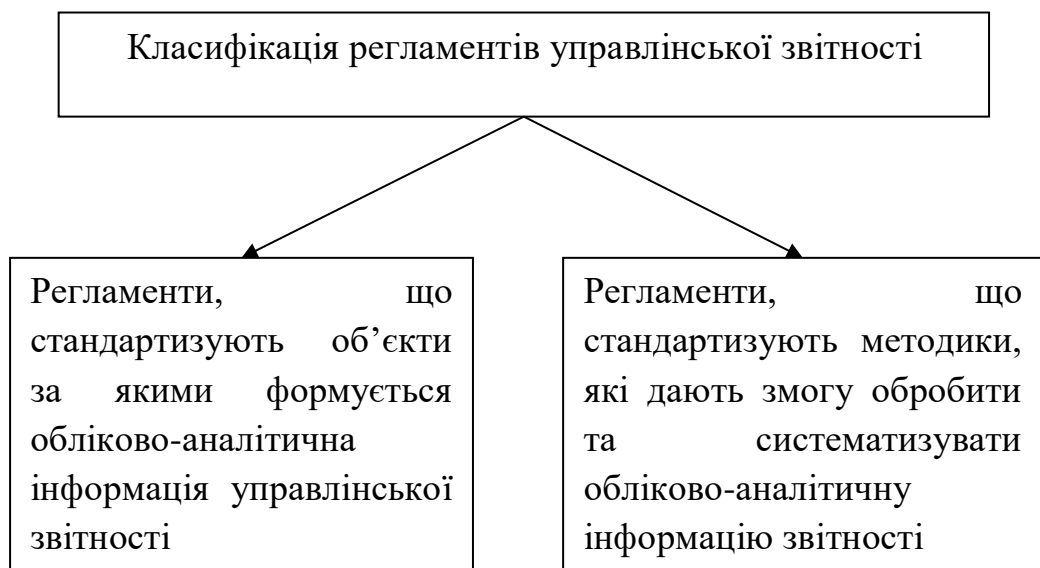 Класифікація регламентів управлінської звітності
Регламенти, що
стандартизують об’єкти
за якими формується
обліково-аналітична
інформація управлінської
звітності
Регламенти, що
стандартизують методики,
які дають змогу обробити
та систематизувати
обліково-аналітичну
інформацію звітності